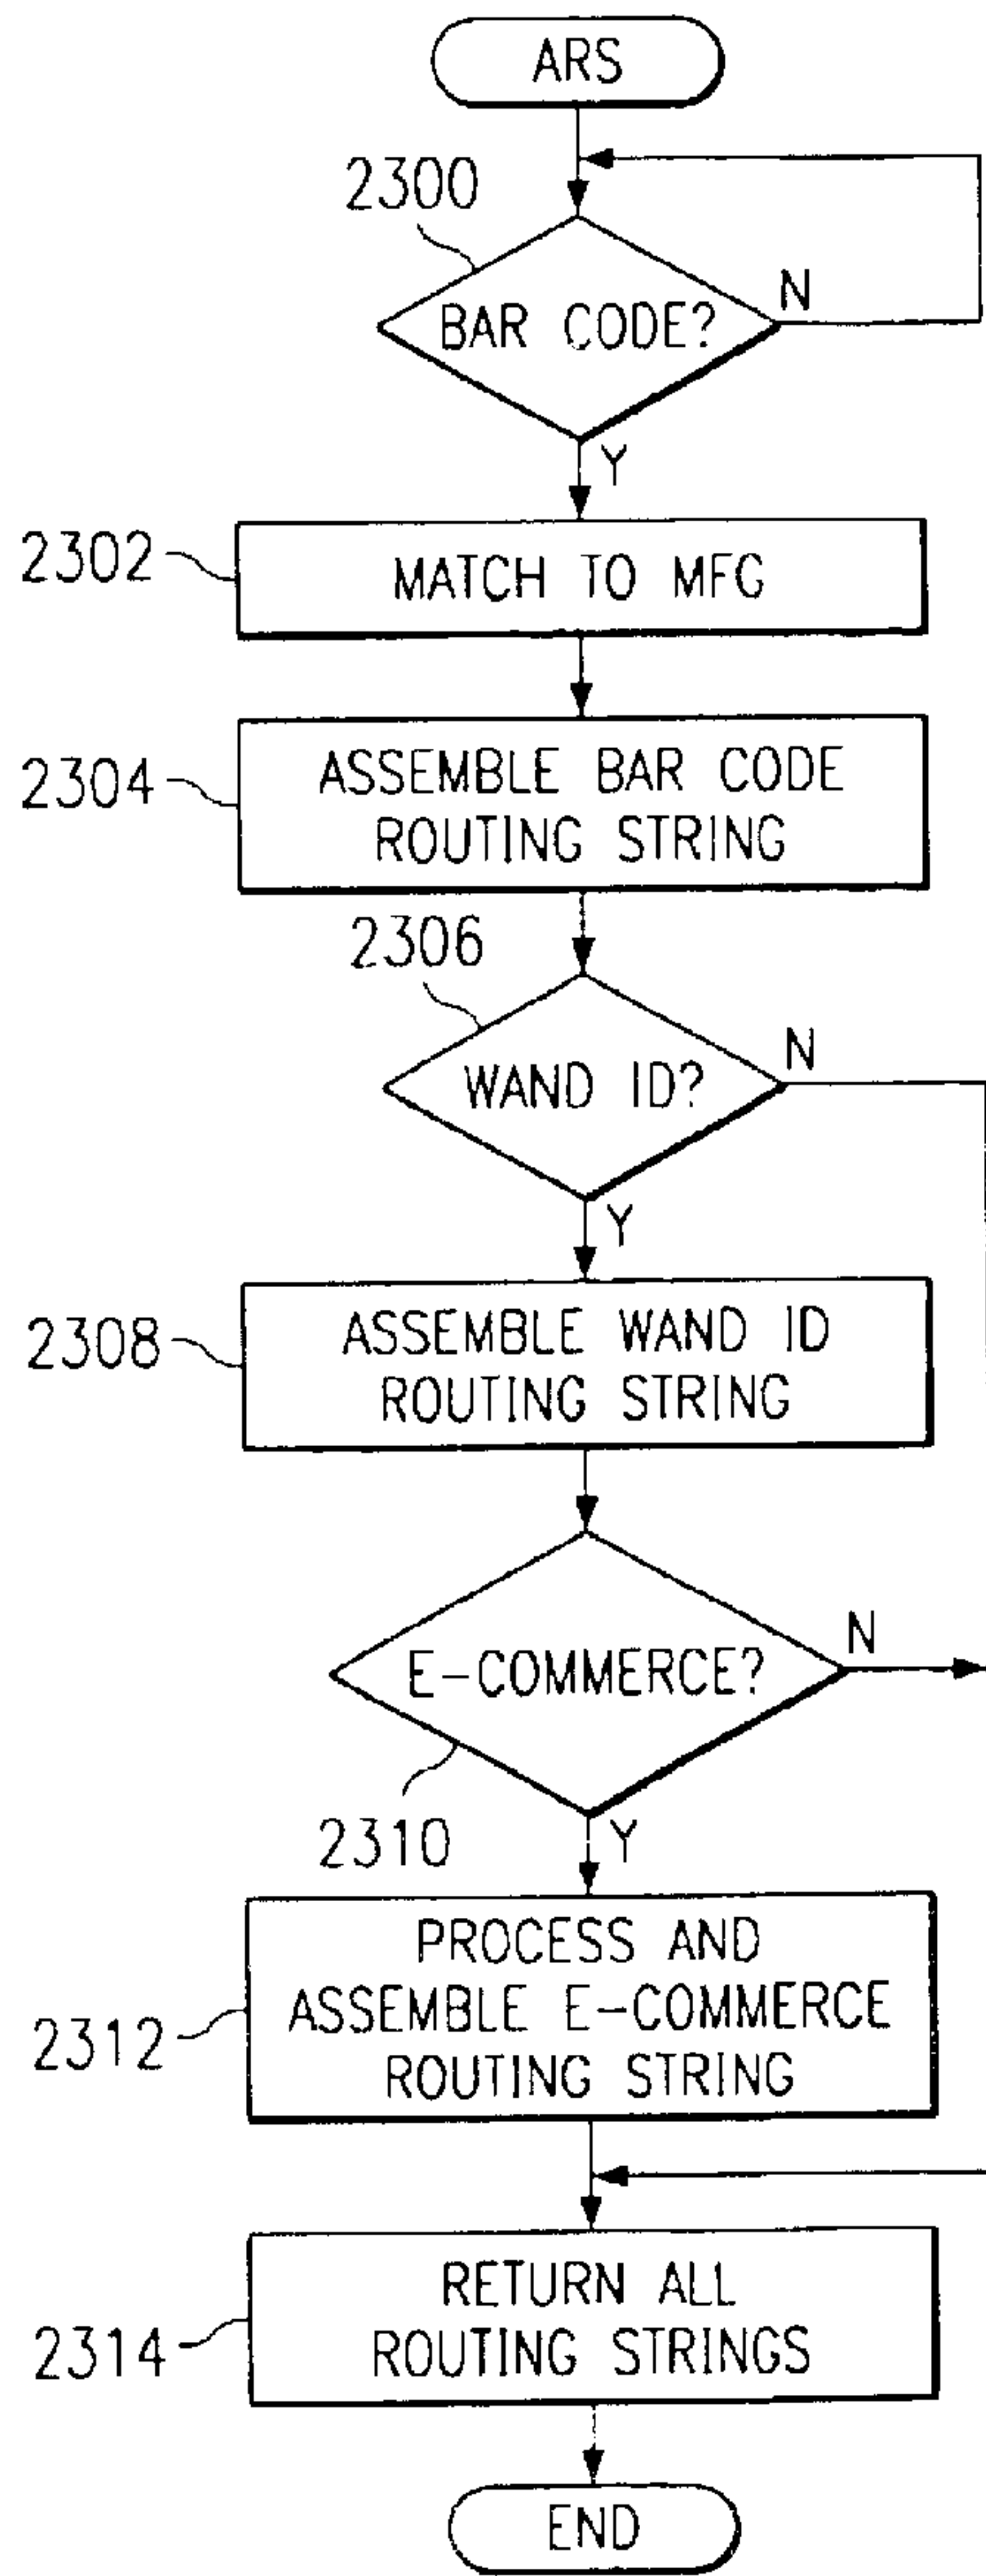 ARS
2300
BAR CODE?
N
Y
2302
MATCH TO MFG
2304
ASSEMBLE BAR CODE
ROUTING STRING
2306
WAND ID?
N
Y
2308
ASSEMBLE WAND ID
ROUTING STRING
E-COMMERCE?
N
2310
Y
2312
PROCESS AND
ASSEMBLE E-COMMERCE
ROUTING STRING
2314
RETURN ALL
ROUTING STRINGS
END